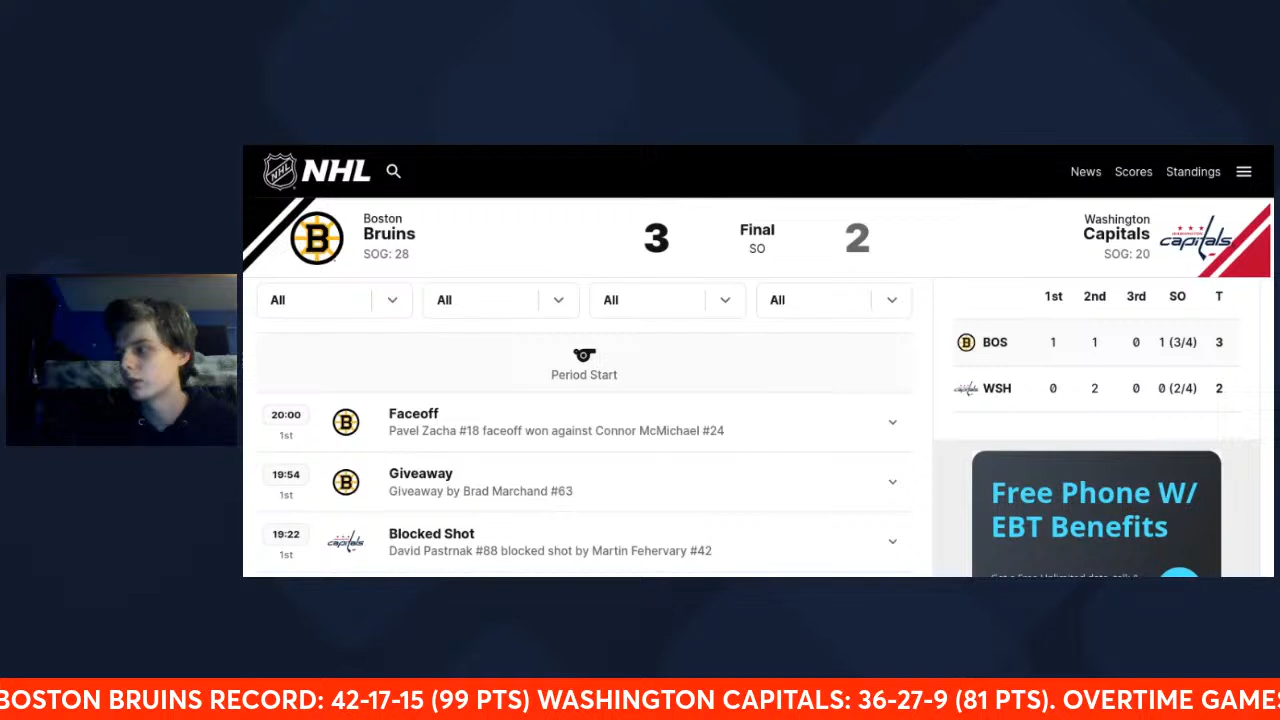 NHL
News Scores Standings
Boston
Bruins
SOG: 28
3
Final
SO
2
Washington
Capitals
SOG: 20
capitals
All All All All
Period Start
20:00
1st
Faceoff
Pavel Zacha #18 faceoff won against Connor McMichael #24
19:54
1st
Giveaway
Giveaway by Brad Marchand #63
19:22
1st
Blocked Shot
David Pastrnak #88 blocked shot by Martin Fehervary #42
1st 2nd 3rd SO T
BOS 1 1 0 1 (3/4) 3
WSH 0 2 0 0 (2/4) 2
Free Phone W/
EBT Benefits
BOSTON BRUINS RECORD: 42-17-15 (99 PTS) WASHINGTON CAPITALS: 36-27-9 (81 PTS). OVERTIME GAMES